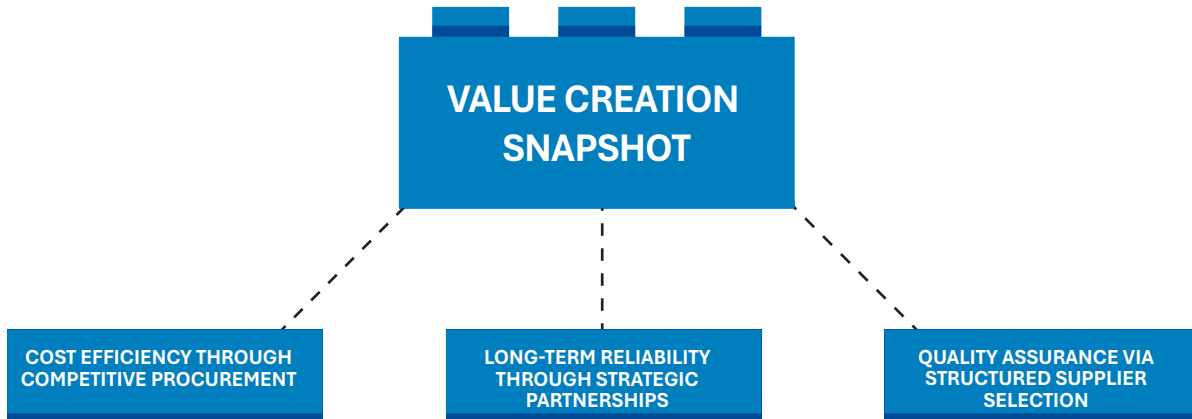 VALUE CREATION
SNAPSHOT
COST EFFICIENCY THROUGH
COMPETITIVE PROCUREMENT
LONG-TERM RELIABILITY
THROUGH STRATEGIC
PARTNERSHIPS
QUALITY ASSURANCE VIA
STRUCTURED SUPPLIER
SELECTION